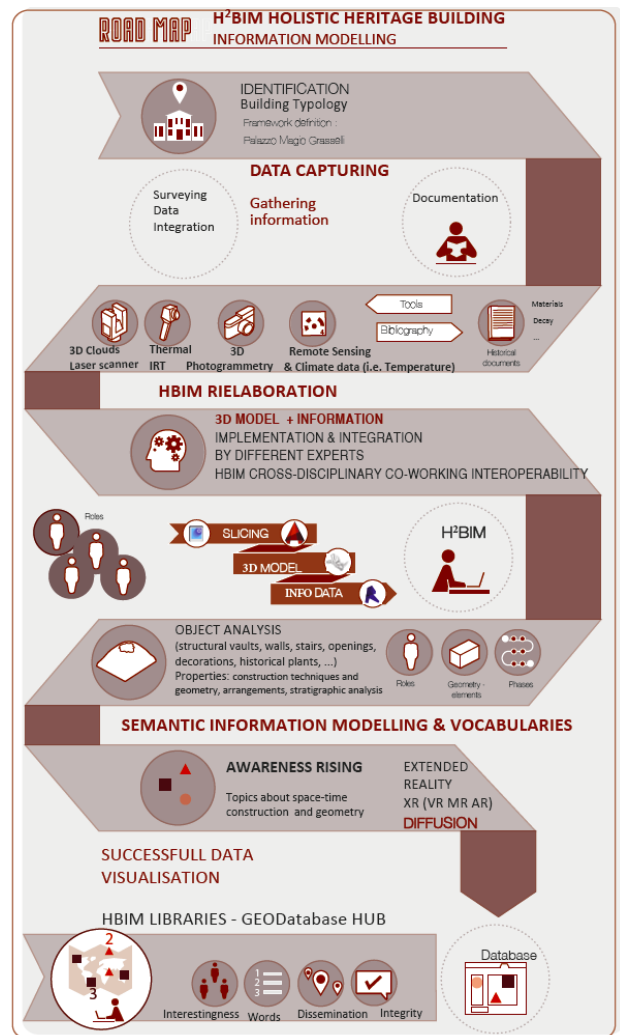 ROAD MAP
H²BIM HOLISTIC HERITAGE BUILDING
INFORMATION MODELLING
IDENTIFICATION
Building Typology
Framework definition :
Palazzo Magio Grasselli
DATA CAPTURING
Surveying
Data
Integration
Gathering
information
Documentation
Tools
Bibliography
Materials
Decay
...
Historical
documents
3D Clouds
Laser scanner
Thermal
IRT
3D
Photogrammetry
Remote Sensing
& Climate data (i.e. Temperature)
HBIM RIELABORATION
3D MODEL + INFORMATION
IMPLEMENTATION & INTEGRATION
BY DIFFERENT EXPERTS
HBIM CROSS-DISCIPLINARY CO-WORKING INTEROPERABILITY
Roles
SLICING
3D MODEL
INFO DATA
H²BIM
OBJECT ANALYSIS
(structural vaults, walls, stairs, openings,
decorations, historical plants, ...)
Properties: construction techniques and
geometry, arrangements, stratigraphic analysis
Roles
Geometry -
elements
Phases
SEMANTIC INFORMATION MODELLING & VOCABULARIES
AWARENESS RISING
Topics about space-time
construction and geometry
EXTENDED
REALITY
XR (VR MR AR)
DIFFUSION
SUCCESSFULL DATA
VISUALISATION
HBIM LIBRARIES - GEODatabase HUB
2
3
1
2
3
Interestingness
Words
Dissemination
Integrity
Database